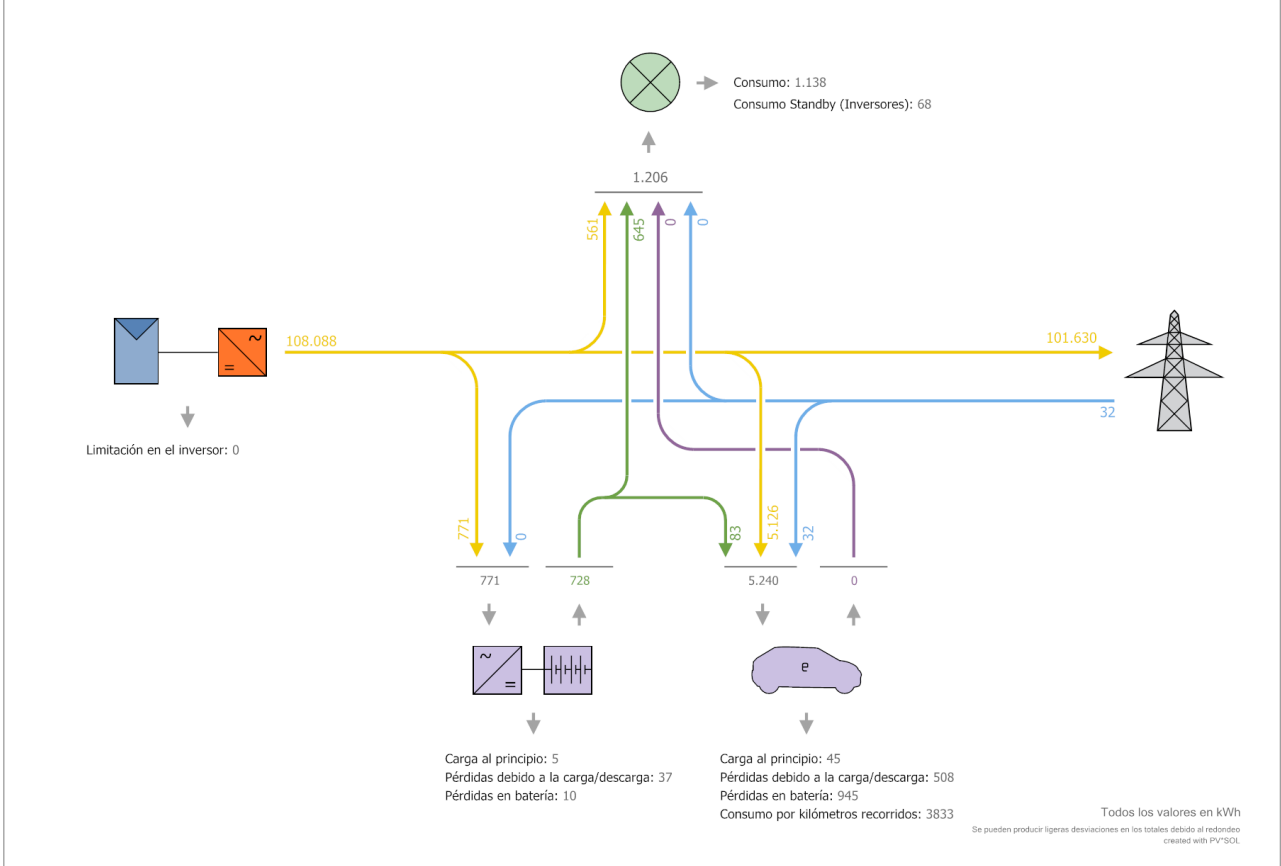 Consumo: 1.138
Consumo Standby (Inversores): 68
1.206
561
645
0
0
108.088
101.630
32
Limitación en el inversor: 0
771
0
83
5.126
32
771
728
5.240
0
~
=
~
=
e
Carga al principio: 5
Pérdidas debido a la carga/descarga: 37
Pérdidas en batería: 10
Carga al principio: 45
Pérdidas debido a la carga/descarga: 508
Pérdidas en batería: 945
Consumo por kilómetros recorridos: 3833
Todos los valores en kWh
Se pueden producir ligeras desviaciones en los totales debido al redondeo
created with PV*SOL